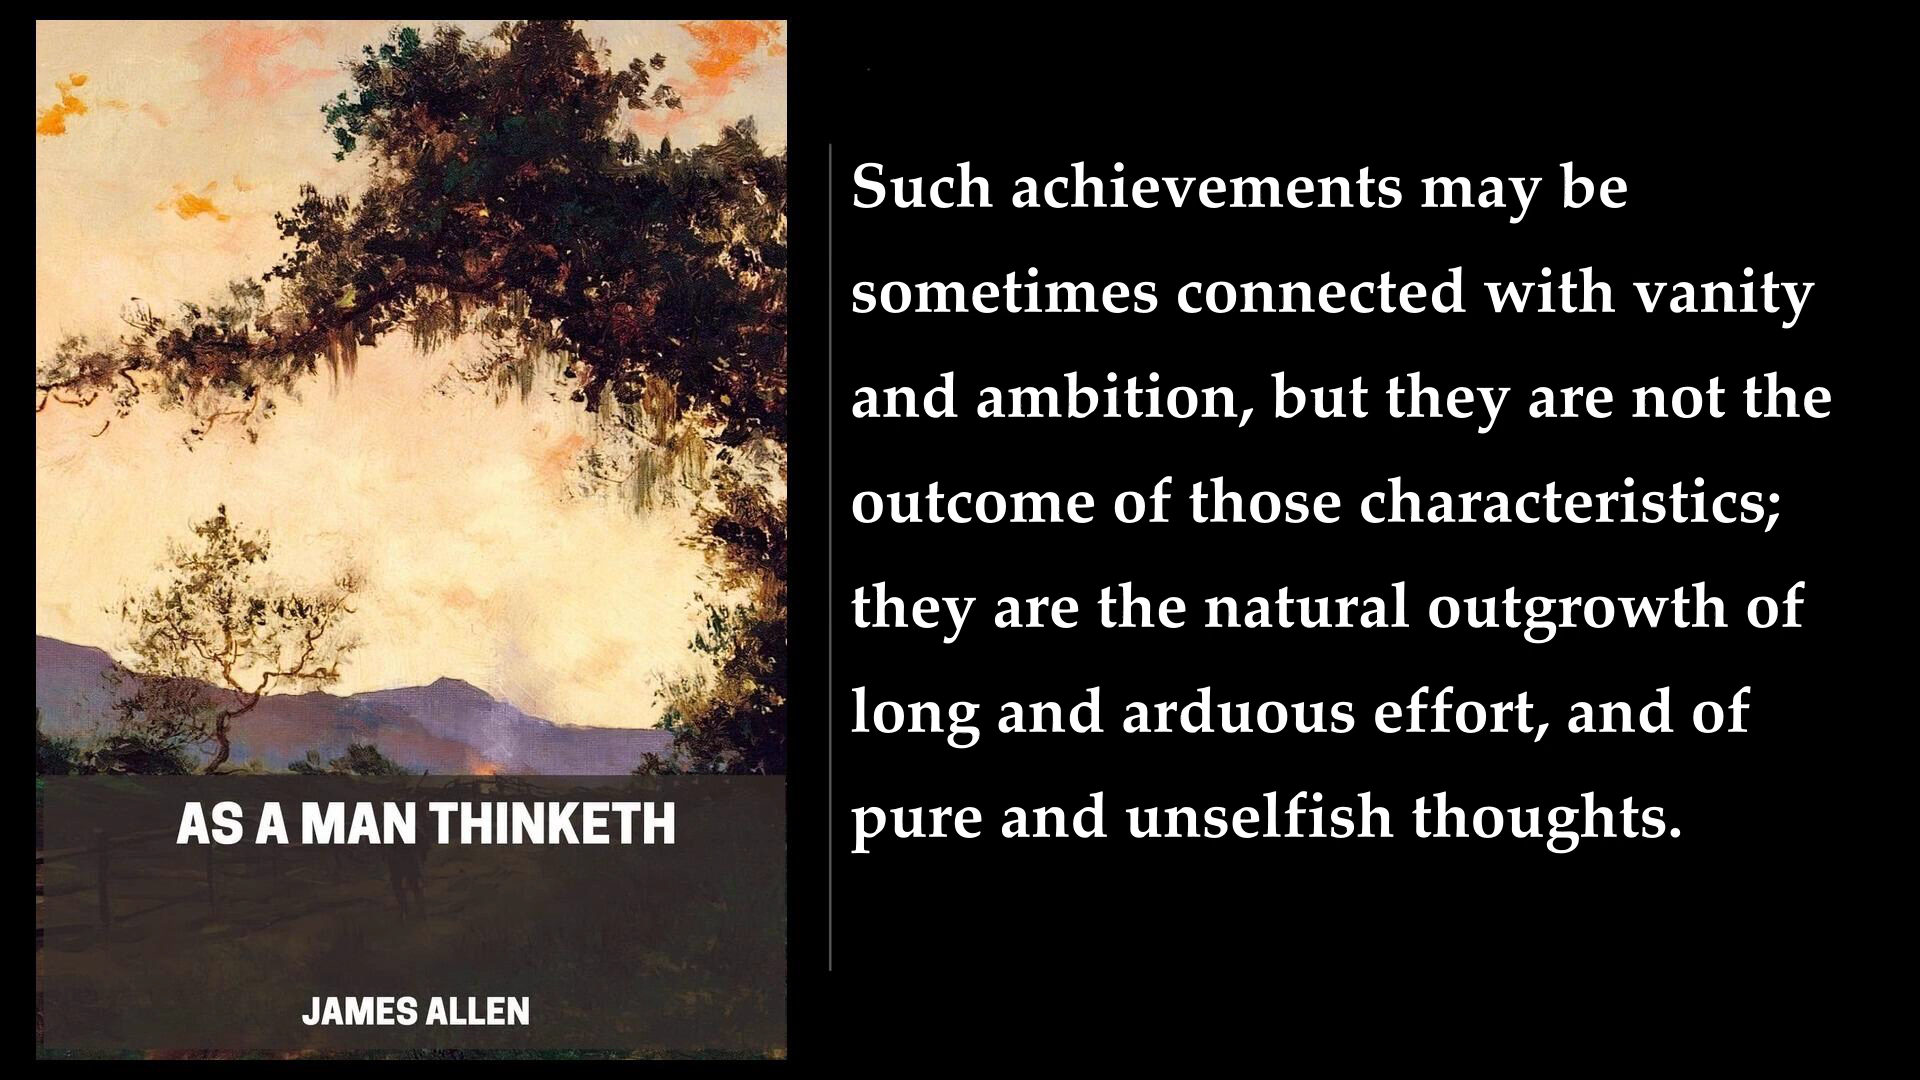 AS A MAN THINKETH
JAMES ALLEN
Such achievements may be
sometimes connected with vanity
and ambition, but they are not the
outcome of those characteristics;
they are the natural outgrowth of
long and arduous effort, and of
pure and unselfish thoughts.